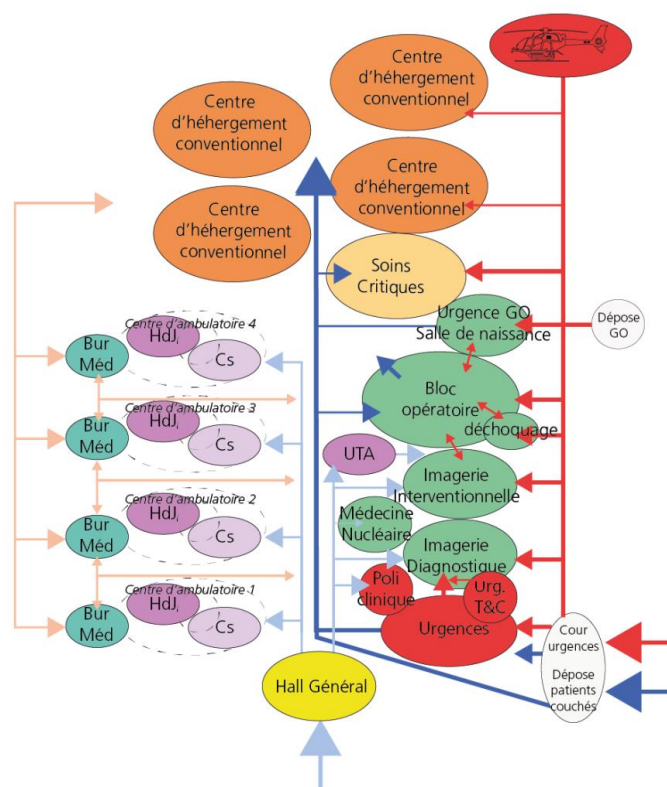 Centre
d'héhergement
conventionnel
Centre
d'héhergement
conventionnel
Centre
d'héhergement
conventionnel
Centre
d'héhergement
conventionnel
Soins
Critiques
Urgence GO
Salle de naissance
Dépose
GO
Centre d'ambulatoire 4
HdJ
Bur
Méd
Cs
Bloc
opératoire
déchoquage
Centre d'ambulatoire 3
HdJ
Bur
Méd
Cs
UTA
Imagerie
Interventionnelle
Centre d'ambulatoire 2
HdJ
Bur
Méd
Cs
Médecine
Nucléaire
Imagerie
Diagnostique
Centre d'ambulatoire 1
HdJ
Bur
Méd
Cs
Poli
clinique
Urg.
T&C
Urgences
Cour
urgences
Dépose
patients
couchés
Hall Général